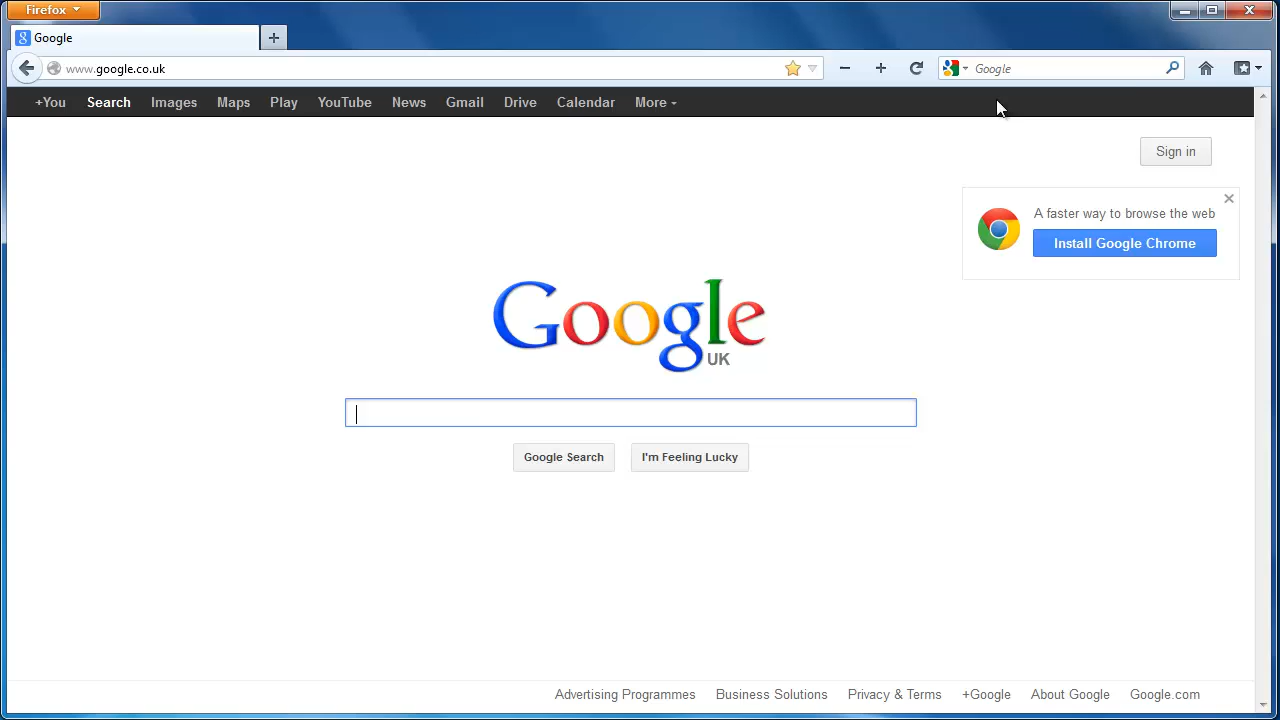 Firefox
Google
www.google.co.uk
Google
+You Search Images Maps Play YouTube News Gmail Drive Calendar More
Sign in
A faster way to browse the web
Install Google Chrome
Google
UK
Google Search I'm Feeling Lucky
Advertising Programmes Business Solutions Privacy & Terms +Google About Google Google.com